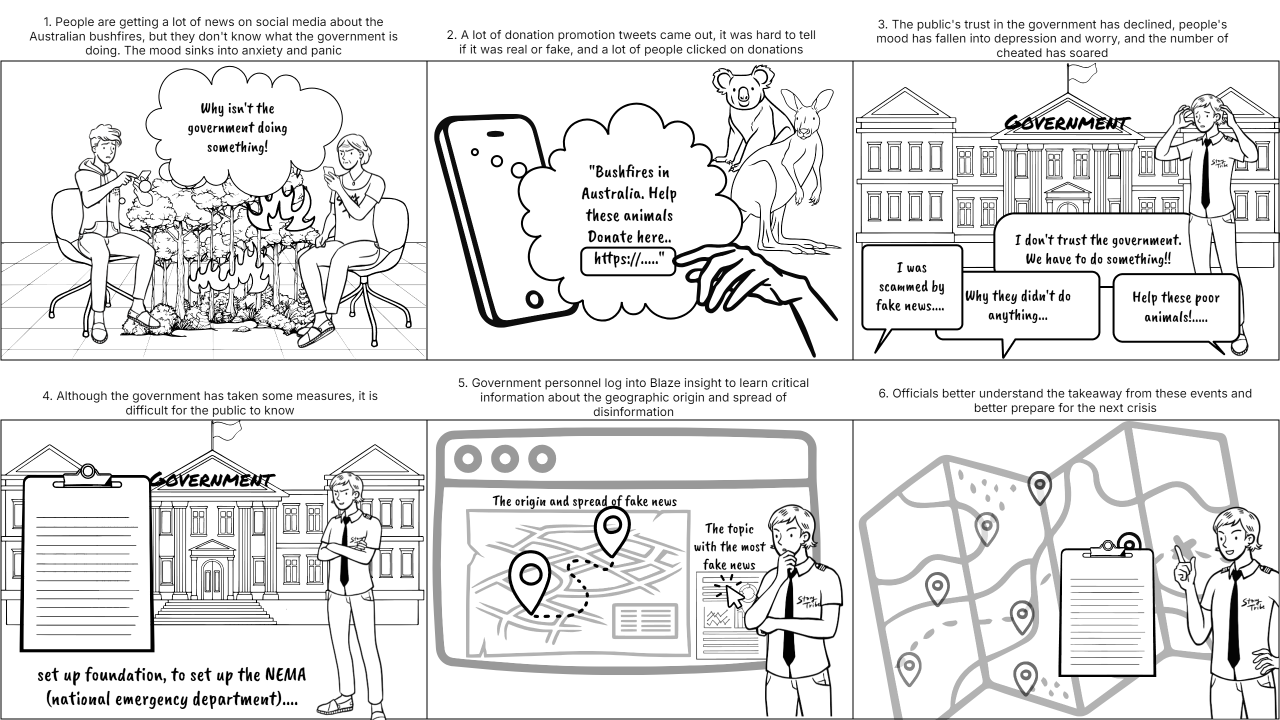 1. People are getting a lot of news on social media about the
Australian bushfires, but they don't know what the government is
doing. The mood sinks into anxiety and panic
Why isn't the
government doing
something!
2. A lot of donation promotion tweets came out, it was hard to tell
if it was real or fake, and a lot of people clicked on donations
"Bushfires in
Australia. Help
these animals
Donate here..
https://....."
3. The public's trust in the government has declined, people's
mood has fallen into depression and worry, and the number of
cheated has soared
GOVERNMENT
Story
Tribe
I don't trust the government.
We have to do something!!
I was
scammed by
fake news....
Why they didn't do
anything...
Help these poor
animals!.....
4. Although the government has taken some measures, it is
difficult for the public to know
GOVERNMENT
set up foundation, to set up the NEMA
(national emergency department)....
5. Government personnel log into Blaze insight to learn critical
information about the geographic origin and spread of
disinformation
The origin and spread of fake news
The topic
with the most
fake news
6. Officials better understand the takeaway from these events and
better prepare for the next crisis
Story
Tribe